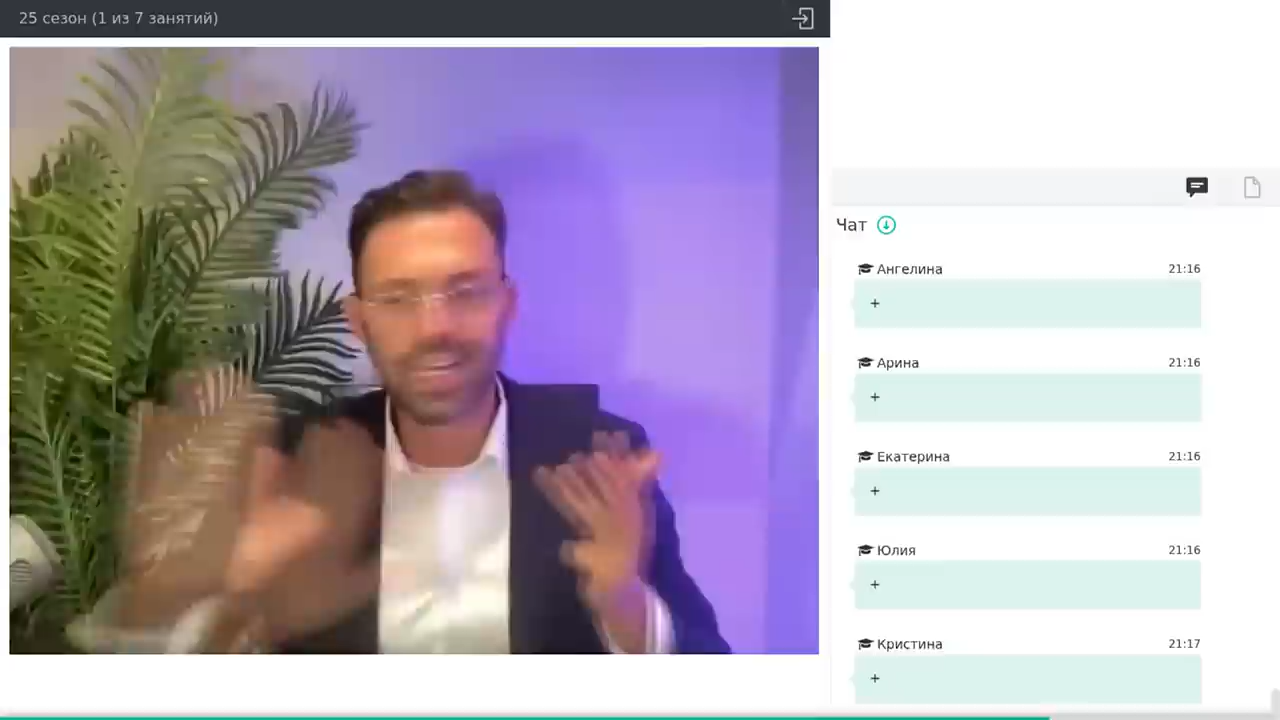 25 сезон (1 из 7 занятий)
Чат
Ангелина 21:16
+
Арина 21:16
+
Екатерина 21:16
+
Юлия 21:16
+
Кристина 21:17
+